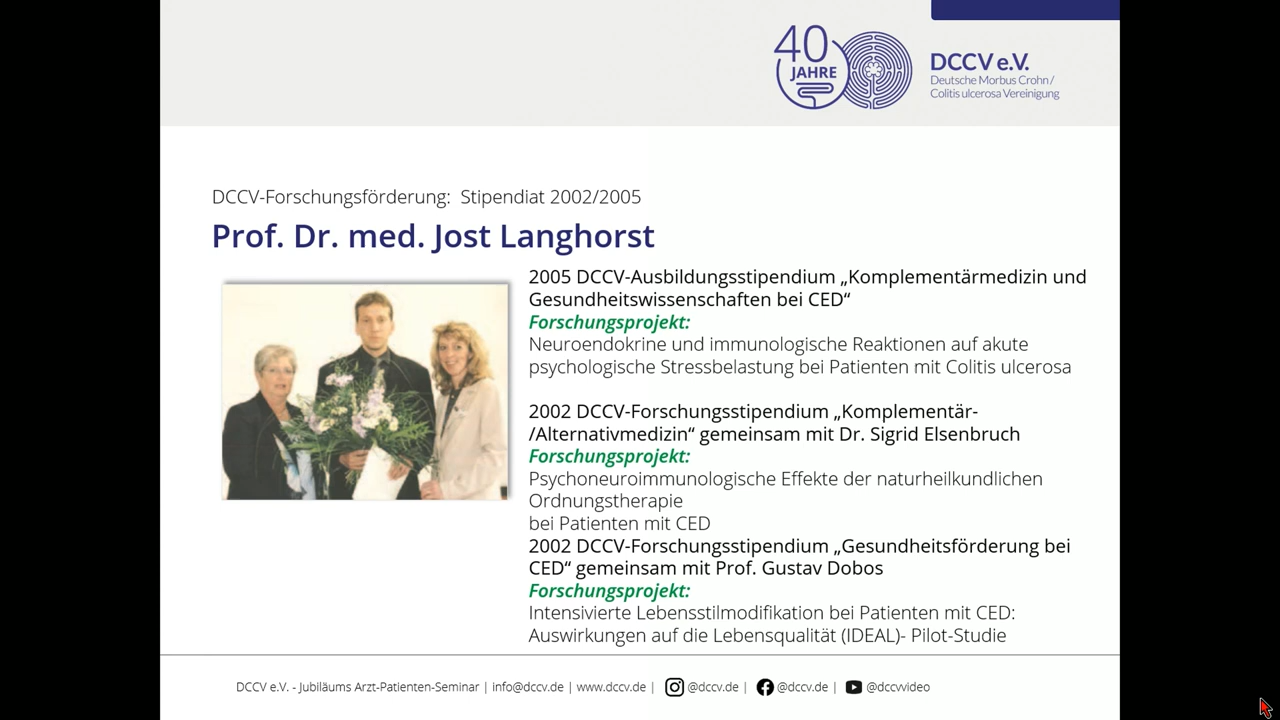 40
JAHRE
DCCV e.V.
Deutsche Morbus Crohn /
Colitis ulcerosa Vereinigung
DCCV-Forschungsförderung: Stipendiat 2002/2005
Prof. Dr. med. Jost Langhorst
2005 DCCV-Ausbildungsstipendium „Komplementärmedizin und
Gesundheitswissenschaften bei CED“
Forschungsprojekt:
Neuroendokrine und immunologische Reaktionen auf akute
psychologische Stressbelastung bei Patienten mit Colitis ulcerosa
2002 DCCV-Forschungsstipendium „Komplementär-
/Alternativmedizin“ gemeinsam mit Dr. Sigrid Elsenbruch
Forschungsprojekt:
Psychoneuroimmunologische Effekte der naturheilkundlichen
Ordnungstherapie
bei Patienten mit CED
2002 DCCV-Forschungsstipendium „Gesundheitsförderung bei
CED“ gemeinsam mit Prof. Gustav Dobos
Forschungsprojekt:
Intensivierte Lebensstilmodifikation bei Patienten mit CED:
Auswirkungen auf die Lebensqualität (IDEAL)- Pilot-Studie
DCCV e.V. - Jubiläums Arzt-Patienten-Seminar | info@dccv.de | www.dccv.de | @dccv.de | @dccv.de | @dccvvideo